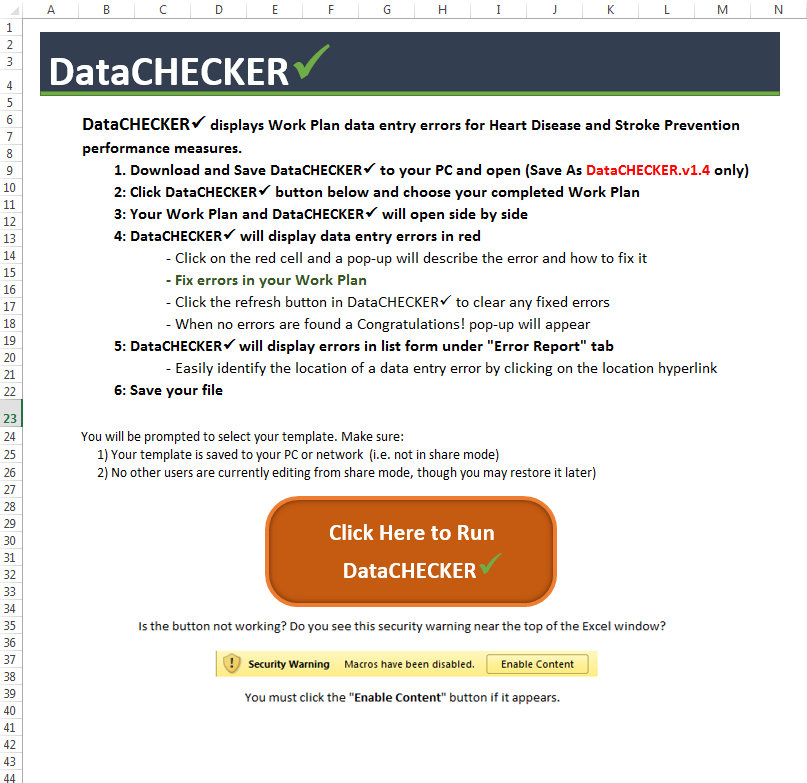 A B C D E F G H I J K L M N
1
2
3
4
DataCHECKER✓
5
6
DataCHECKER✓ displays Work Plan data entry errors for Heart Disease and Stroke Prevention
7
performance measures.
8
9
1. Download and Save DataCHECKER✓ to your PC and open (Save As DataCHECKER.v1.4 only)
10
2: Click DataCHECKER✓ button below and choose your completed Work Plan
11
3: Your Work Plan and DataCHECKER✓ will open side by side
12
13
4: DataCHECKER✓ will display data entry errors in red
14
- Click on the red cell and a pop-up will describe the error and how to fix it
15
- Fix errors in your Work Plan
16
17
- Click the refresh button in DataCHECKER✓ to clear any fixed errors
18
- When no errors are found a Congratulations! pop-up will appear
19
5: DataCHECKER✓ will display errors in list form under "Error Report" tab
20
21
- Easily identify the location of a data entry error by clicking on the location hyperlink
22
6: Save your file
23
24
You will be prompted to select your template. Make sure:
25
1) Your template is saved to your PC or network (i.e. not in share mode)
26
2) No other users are currently editing from share mode, though you may restore it later)
27
28
29
30
Click Here to Run
31
32
DataCHECKER✓
33
34
35
Is the button not working? Do you see this security warning near the top of the Excel window?
36
37
Security Warning Macros have been disabled. Enable Content
38
39
You must click the "Enable Content" button if it appears.
40
41
42
43
44